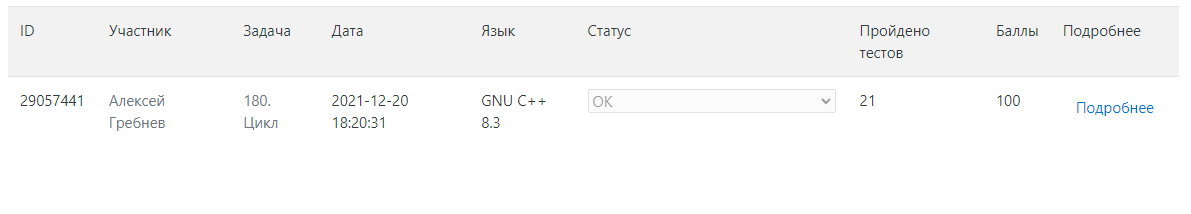 ID Участник Задача Дата Язык Статус Пройдено тестов Баллы Подробнее
29057441 Алексей Гребнев 180. Цикл 2021-12-20 18:20:31 GNU C++ 8.3 OK 21 100 Подробнее